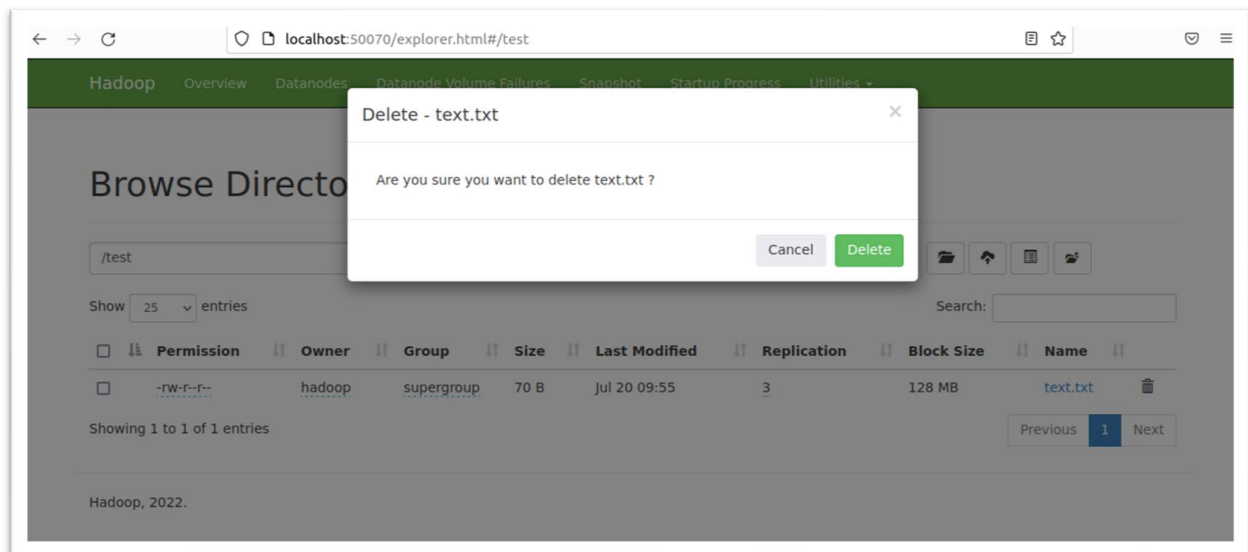 localhost:50070/explorer.html#/test
Hadoop Overview Datanodes Datanode Volume Failures Snapshot Startup Progress Utilities
Delete - text.txt ×
Browse Directo
Are you sure you want to delete text.txt ?
Cancel Delete
/test
Show 25 entries Search:
Permission Owner Group Size Last Modified Replication Block Size Name
-rw-r--r-- hadoop supergroup 70 B Jul 20 09:55 3 128 MB text.txt
Showing 1 to 1 of 1 entries Previous 1 Next
Hadoop, 2022.